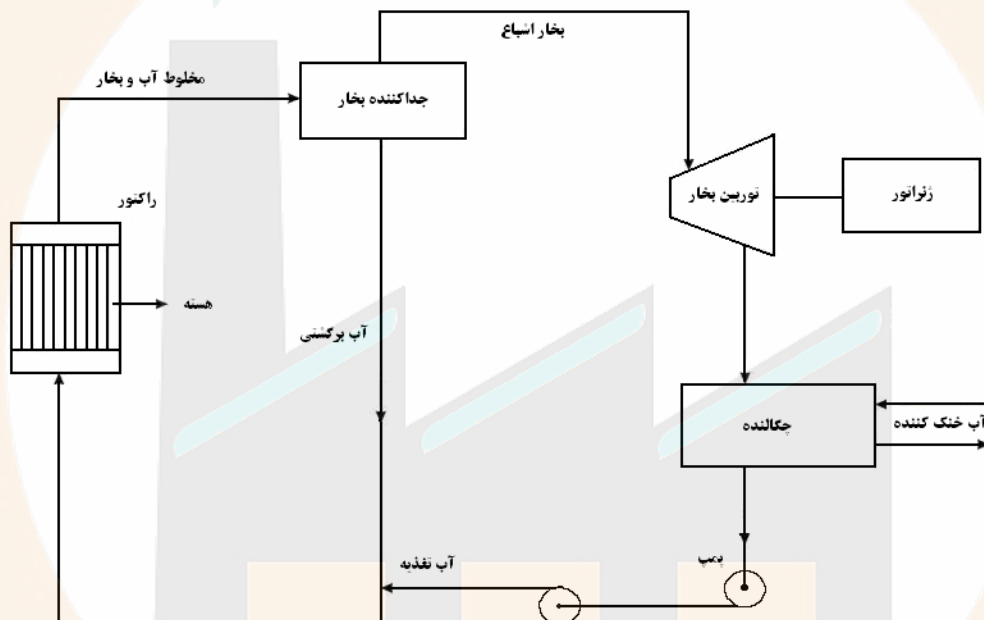 بخار اشباع
مخلوط آب و بخار
جداکننده بخار
توربین بخار
ژنراتور
راکتور
هسته
آب برگشتی
آب خنک کننده
چگالنده
پمپ
آب تغذیه